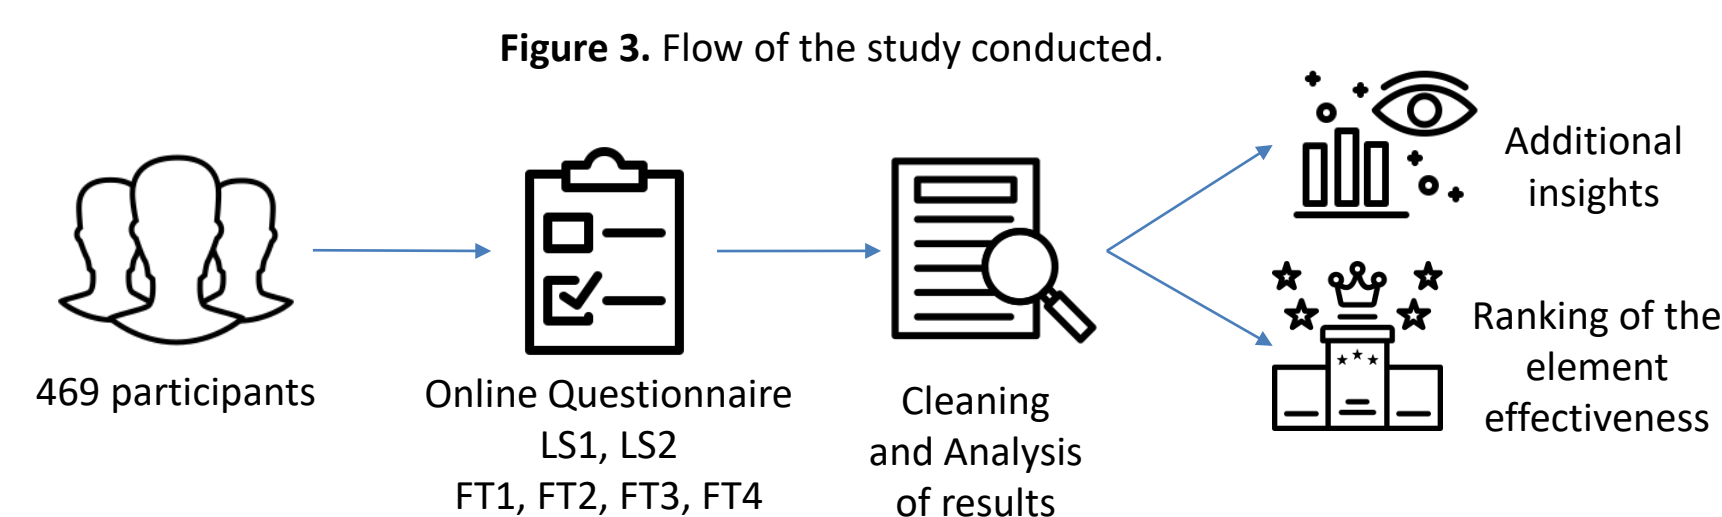 Figure 3. Flow of the study conducted.
469 participants
Online Questionnaire
LS1, LS2
FT1, FT2, FT3, FT4
Cleaning
and Analysis
of results
Additional
insights
Ranking of the
element
effectiveness